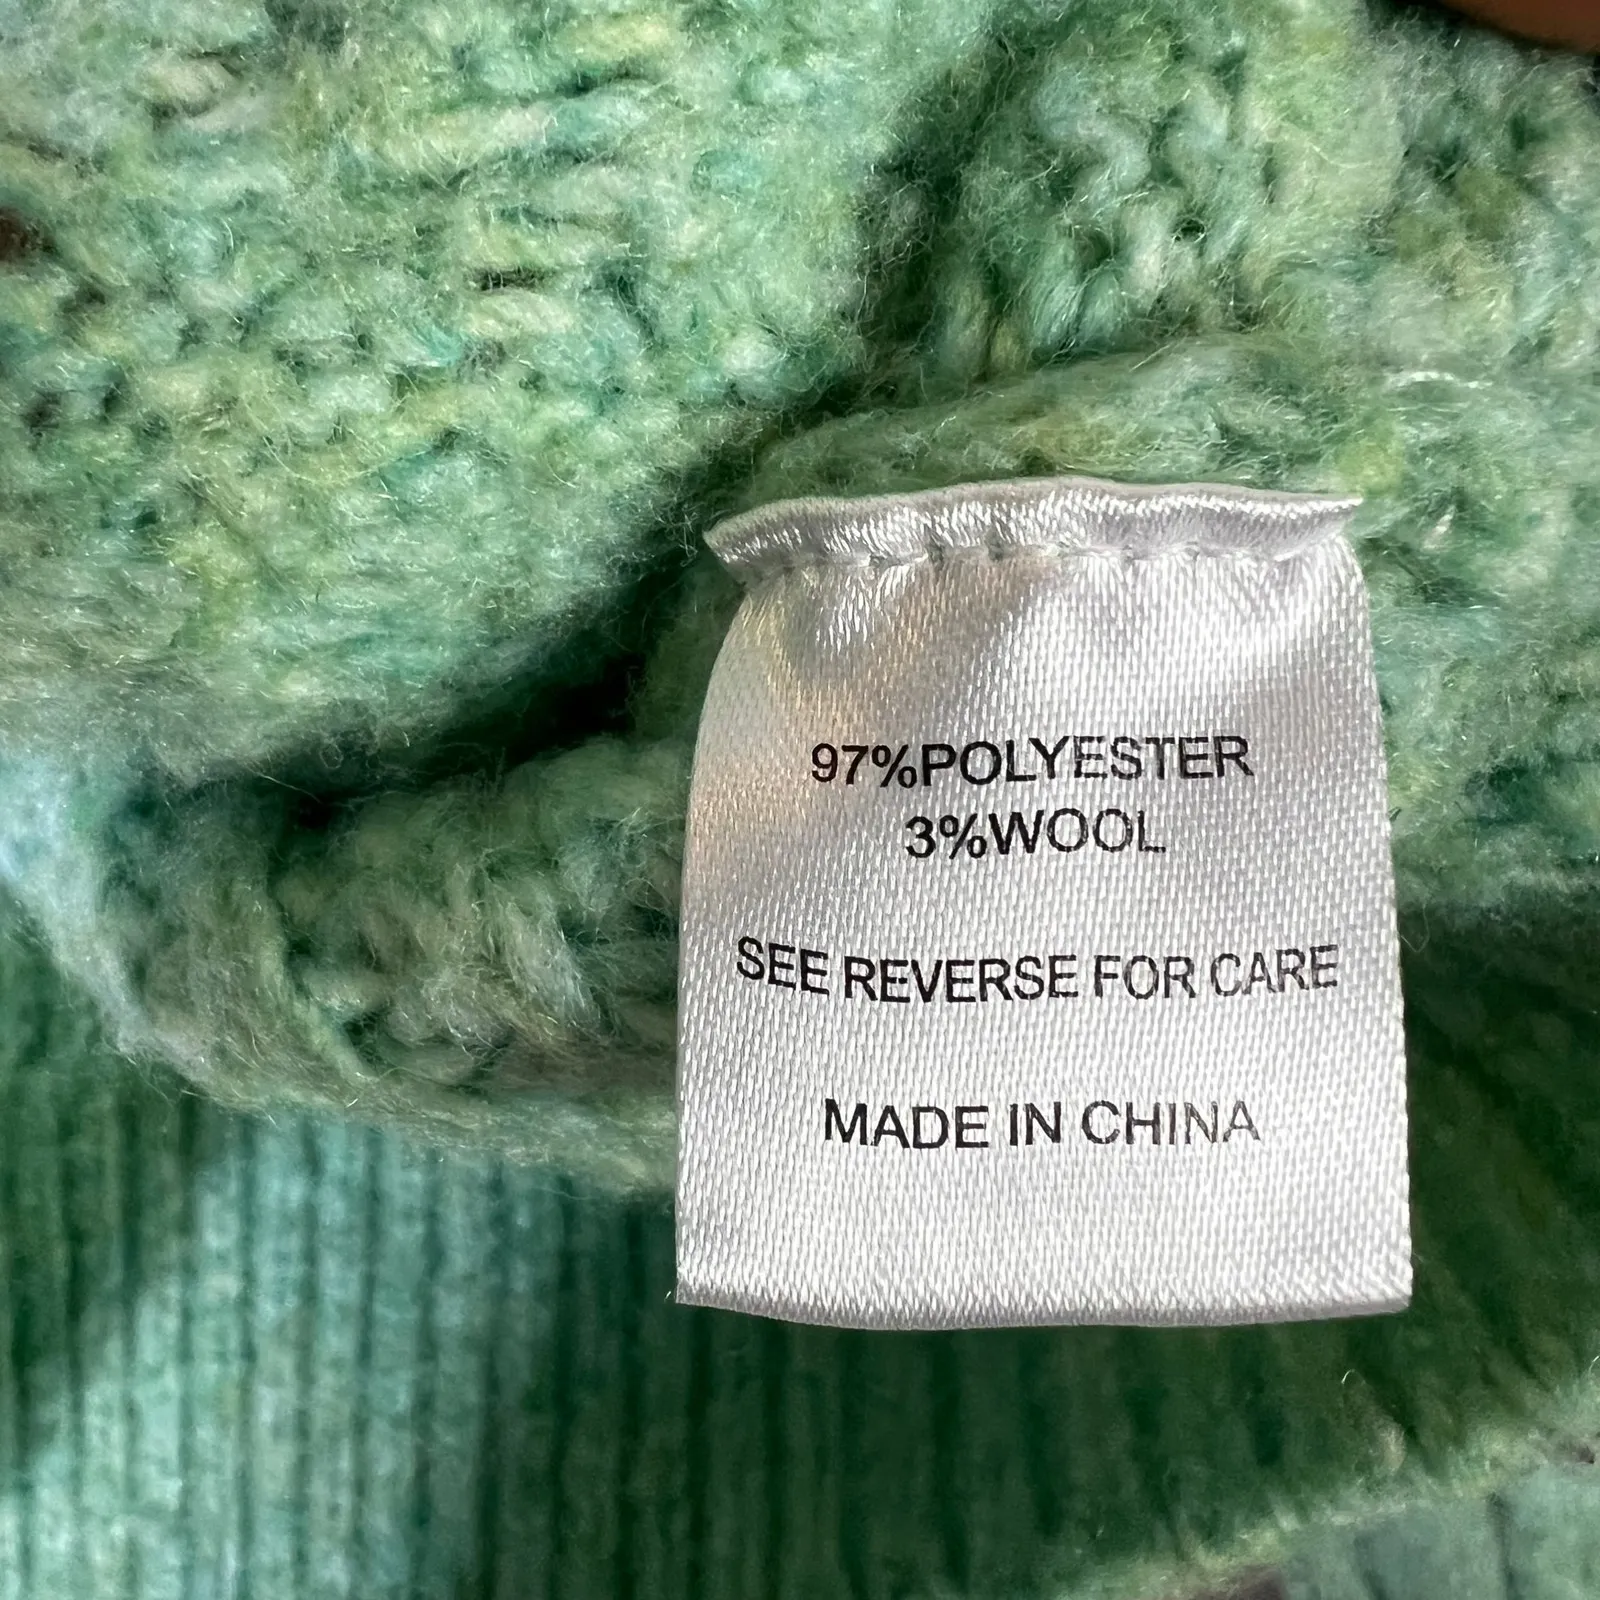 97%POLYESTER
3%WOOL
SEE REVERSE FOR CARE
MADE IN CHINA